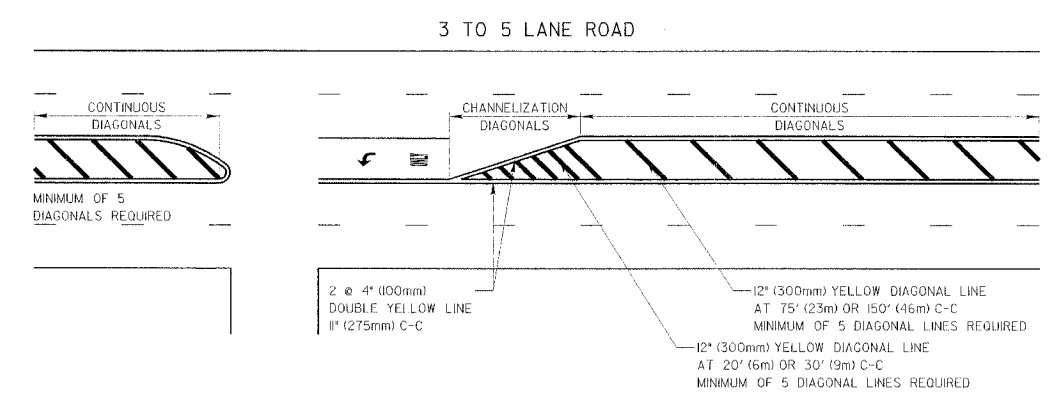 3 TO 5 LANE ROAD
CONTINUOUS
DIAGONALS
CHANNELIZATION
DIAGONALS
CONTINUOUS
DIAGONALS
MINIMUM OF 5
DIAGONALS REQUIRED
2 @ 4" (100mm)
DOUBLE YELLOW LINE
11" (275mm) C-C
12" (300mm) YELLOW DIAGONAL LINE
AT 75' (23m) OR 150' (46m) C-C
MINIMUM OF 5 DIAGONAL LINES REQUIRED
12" (300mm) YELLOW DIAGONAL LINE
AT 20' (6m) OR 30' (9m) C-C
MINIMUM OF 5 DIAGONAL LINES REQUIRED